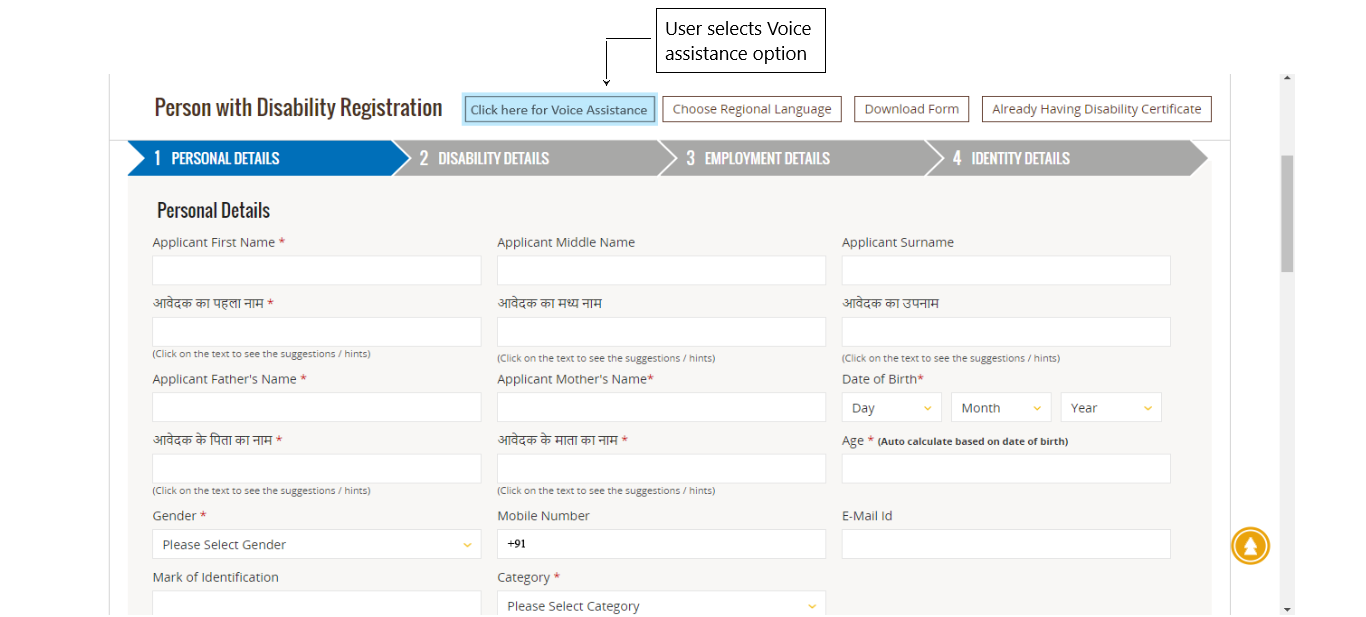 User selects Voice
assistance option
Person with Disability Registration
Click here for Voice Assistance
Choose Regional Language
Download Form
Already Having Disability Certificate
1 PERSONAL DETAILS
2 DISABILITY DETAILS
3 EMPLOYMENT DETAILS
4 IDENTITY DETAILS
Personal Details
Applicant First Name *
Applicant Middle Name
Applicant Surname
आवेदक का पहला नाम *
आवेदक का मध्य नाम
आवेदक का उपनाम
(Click on the text to see the suggestions / hints)
(Click on the text to see the suggestions / hints)
(Click on the text to see the suggestions / hints)
Applicant Father's Name *
Applicant Mother's Name*
Date of Birth*
Day
Month
Year
आवेदक के पिता का नाम *
आवेदक के माता का नाम *
Age * (Auto calculate based on date of birth)
(Click on the text to see the suggestions / hints)
(Click on the text to see the suggestions / hints)
Gender *
Mobile Number
E-Mail Id
Please Select Gender
+91
Mark of Identification
Category *
Please Select Category